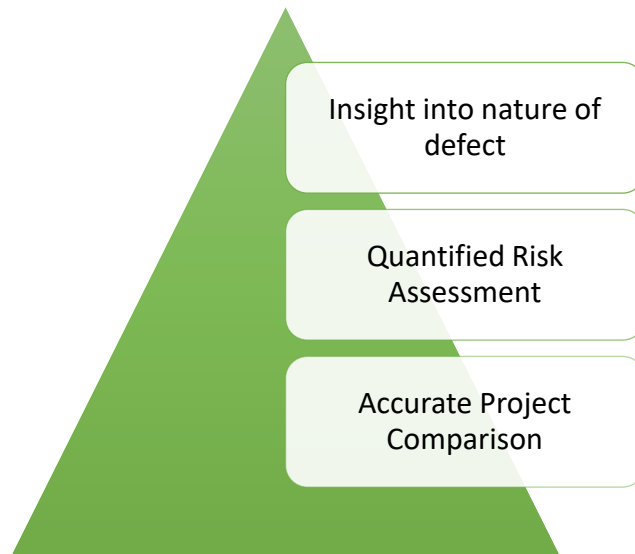 Insight into nature of
defect
Quantified Risk
Assessment
Accurate Project
Comparison